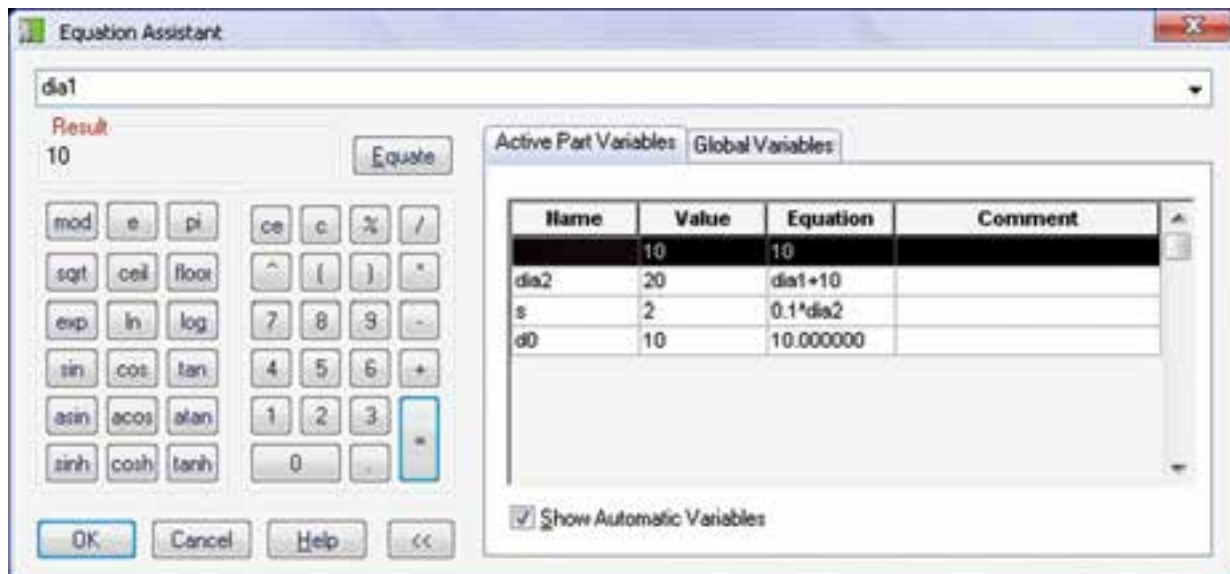 Equation Assistant
dia1
Result
10
Equate
mod e pi
sqrt ceil floor
exp ln log
sin cos tan
asin acos atan
sinh cosh tanh
ce c % /
^ ( ) *
7 8 9 -
4 5 6 +
1 2 3 =
0 .
OK Cancel Help <<
Active Part Variables Global Variables
Name Value Equation Comment
10 10
dia2 20 dia1+10
s 2 0.1*dia2
d0 10 10.000000
Show Automatic Variables